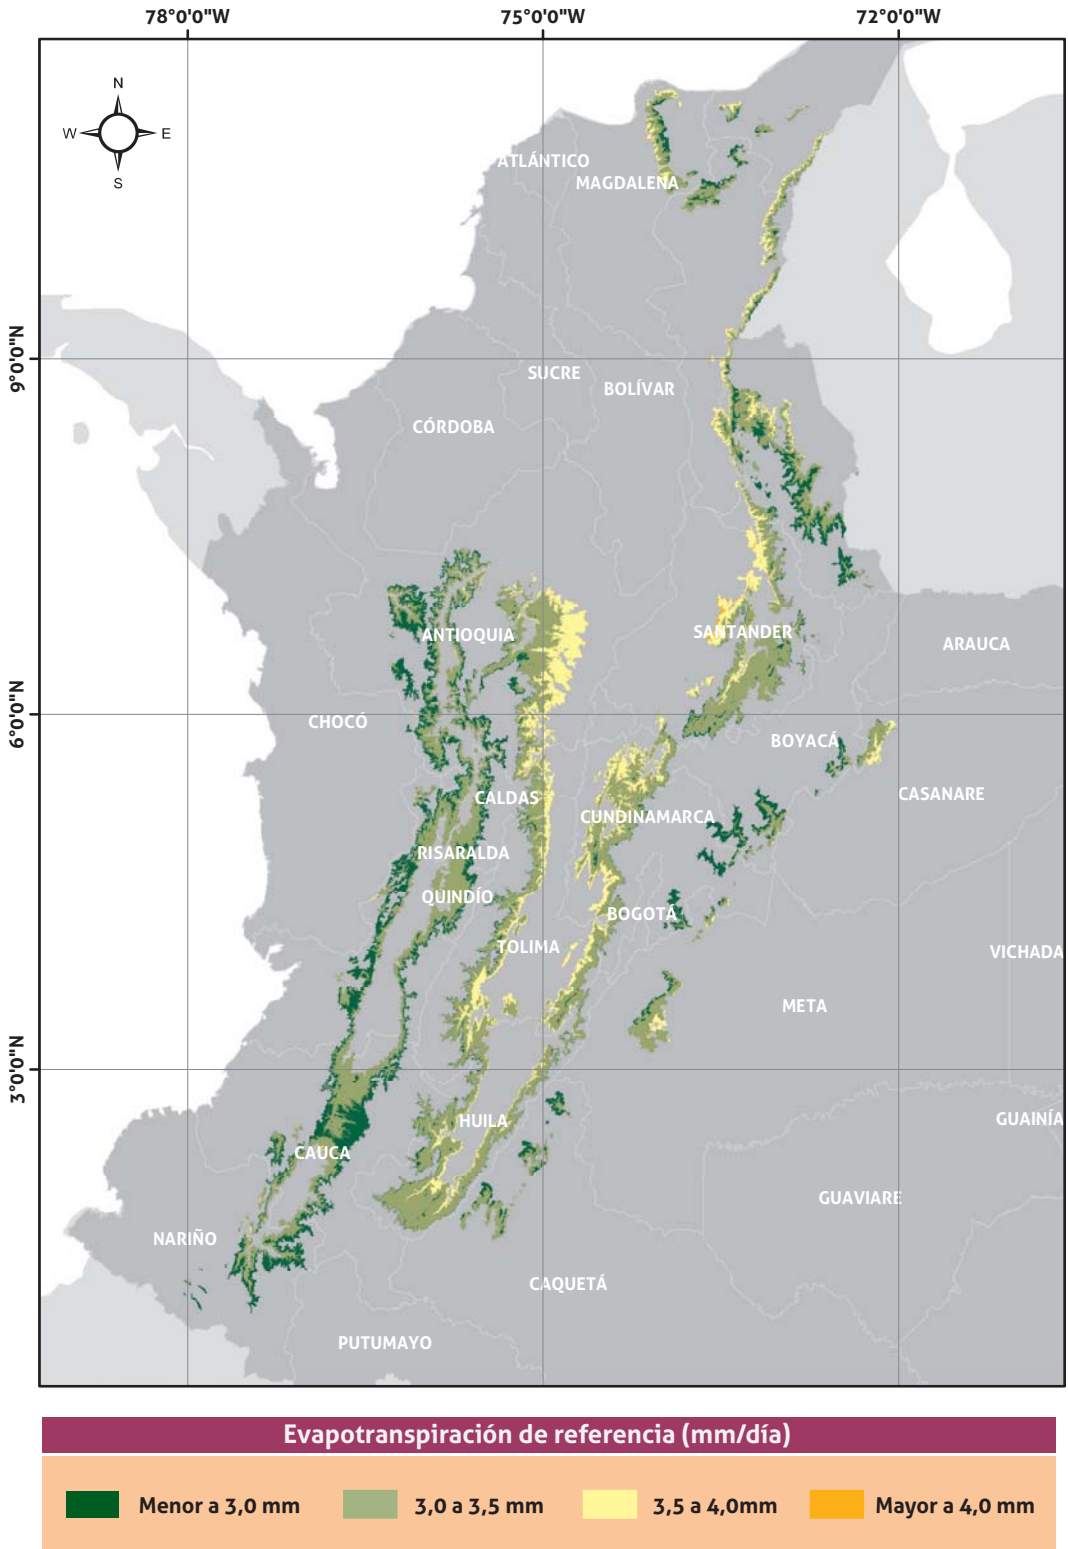 78°0'0"W 75°0'0"W 72°0'0"W
N
W E
S
ATLÁNTICO
MAGDALENA
9°0'0"N
SUCRE
BOLÍVAR
CÓRDOBA
SANTANDER
ANTIOQUIA
ARAUCA
6°0'0"N
CHOCÓ
BOYACÁ
CASANARE
CALDAS
CUNDINAMARCA
RISARALDA
QUINDÍO
BOGOTÁ
TOLIMA
VICHADA
META
3°0'0"N
GUAINÍA
HUILA
CAUCA
GUAVIARE
NARIÑO
CAQUETÁ
PUTUMAYO
Evapotranspiración de referencia (mm/día)
Menor a 3,0 mm 3,0 a 3,5 mm 3,5 a 4,0mm Mayor a 4,0 mm